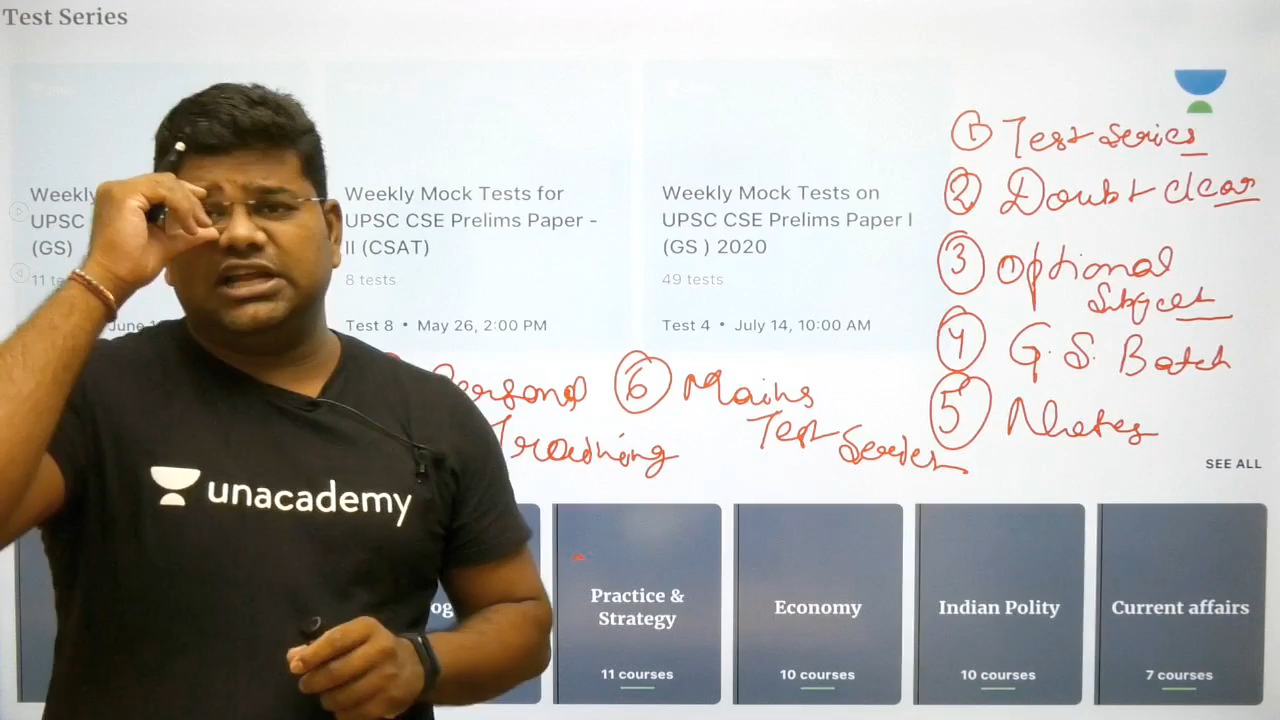 Test Series
Weekly
UPSC
(GS)
Weekly Mock Tests for
UPSC CSE Prelims Paper -
II (CSAT)
8 tests
Test 8 • May 26, 2:00 PM
Weekly Mock Tests on
UPSC CSE Prelims Paper I
(GS ) 2020
49 tests
Test 4 • July 14, 10:00 AM
① Test Series
② Doubt clear
③ Optional
Subject
④ G. S. Batch
⑤ Nhotes
Personal
Training
⑥ Mains
Test Series
SEE ALL
unacademy
Practice &
Strategy
11 courses
Economy
10 courses
Indian Polity
10 courses
Current affairs
7 courses